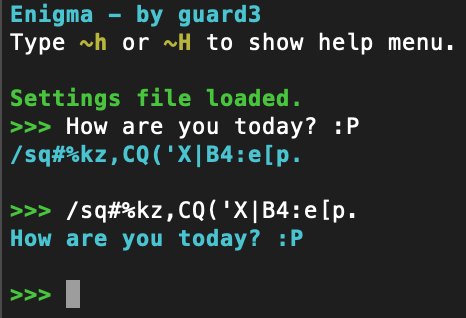 Enigma – by guard3
Type ~h or ~H to show help menu.
Settings file loaded.
>>> How are you today? :P
/sq#%kz,CQ('X|B4:e[p.
>>> /sq#%kz,CQ('X|B4:e[p.
How are you today? :P
>>>